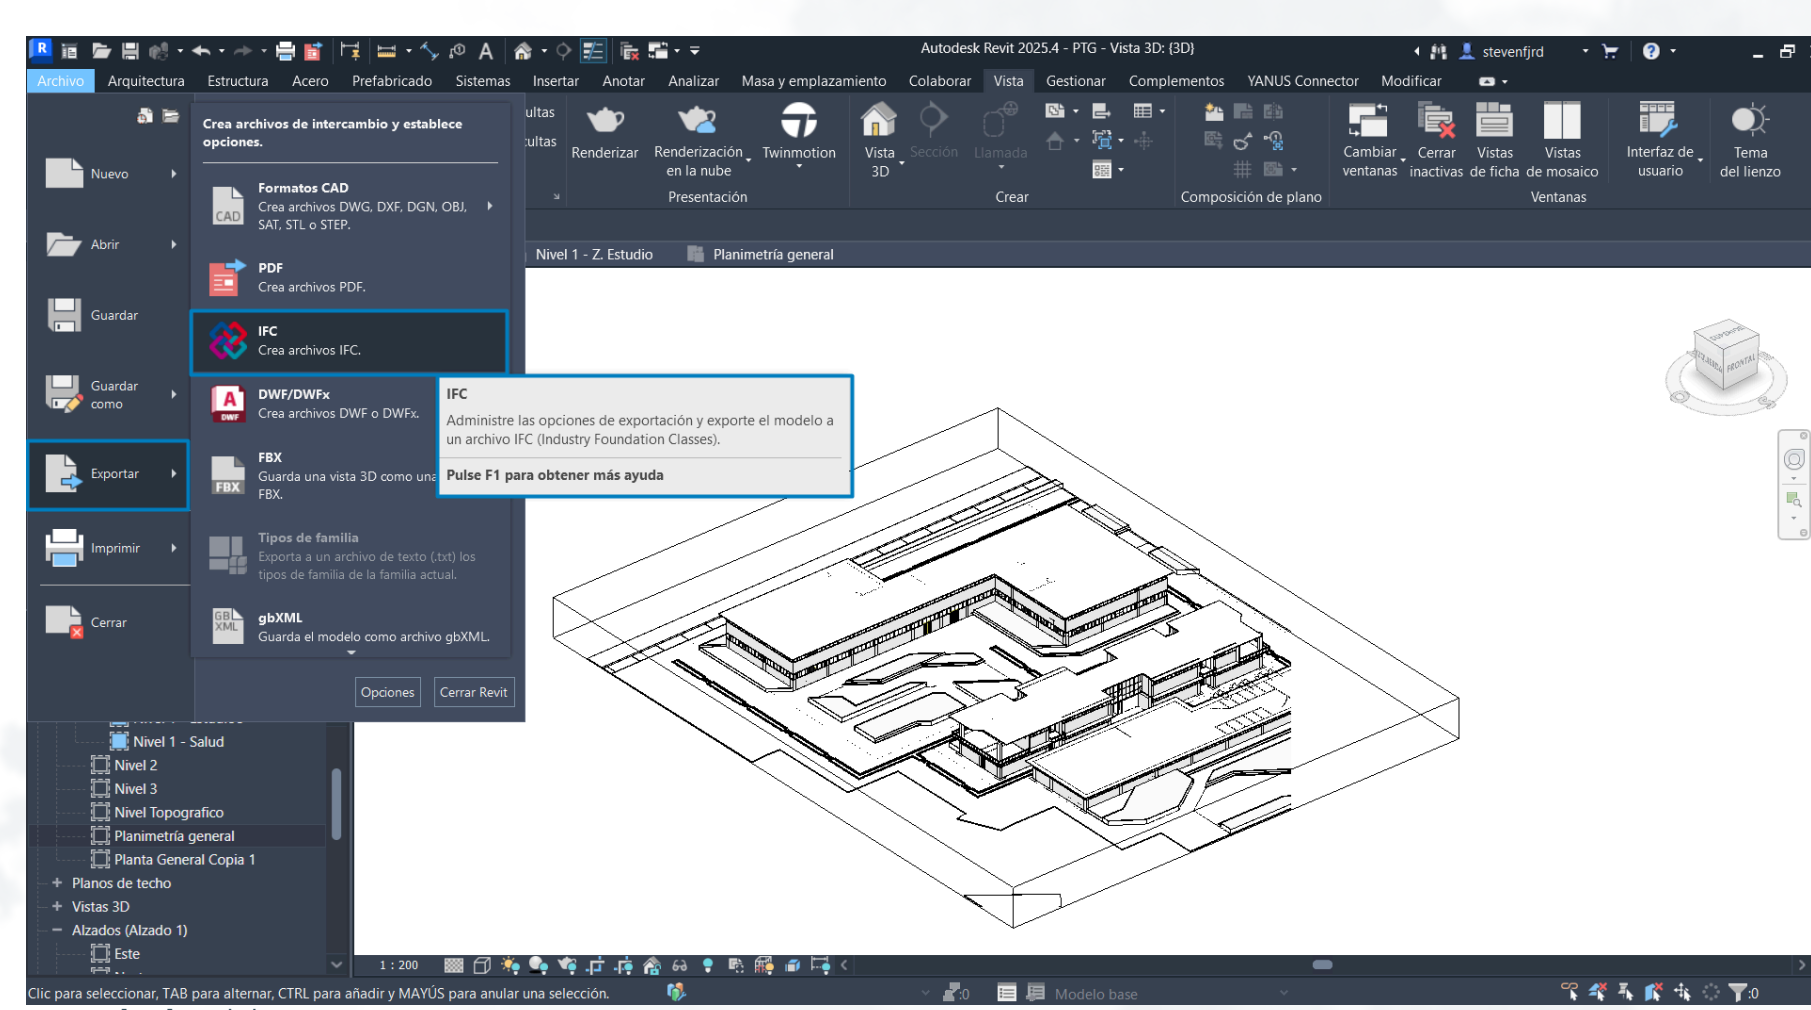 Autodesk Revit 2025.4 - PTG - Vista 3D: {3D}
stevenfjrd
Archivo Arquitectura Estructura Acero Prefabricado Sistemas Insertar Anotar Analizar Masa y emplazamiento Colaborar Vista Gestionar Complementos YANUS Connector Modificar
Crea archivos de intercambio y establece
opciones.
Nuevo
Abrir
Guardar
Guardar
como
Exportar
Imprimir
Cerrar
Formatos CAD
Crea archivos DWG, DXF, DGN, OBJ,
SAT, STL o STEP.
CAD
PDF
Crea archivos PDF.
IFC
Crea archivos IFC.
DWF/DWFx
Crea archivos DWF o DWFx.
DWF
FBX
Guarda una vista 3D como una
FBX.
FBX
Tipos de familia
Exporta a un archivo de texto (.txt) los
tipos de familia de la familia actual.
gbXML
Guarda el modelo como archivo gbXML.
GB
XML
Opciones
Cerrar Revit
IFC
Administre las opciones de exportación y exporte el modelo a
un archivo IFC (Industry Foundation Classes).
Pulse F1 para obtener más ayuda
ultas
Renderizar
Renderización
en la nube
Twinmotion
Presentación
Vista
3D
Sección
Llamada
Crear
Composición de plano
Cambiar
ventanas
Cerrar
inactivas
Vistas
de ficha
Vistas
de mosaico
Ventanas
Interfaz de
usuario
Tema
del lienzo
Nivel 1 - Z. Estudio
Planimetría general
FRONTAL
Nivel 1 - Salud
Nivel 2
Nivel 3
Nivel Topografico
Planimetría general
Planta General Copia 1
Planos de techo
Vistas 3D
Alzados (Alzado 1)
Este
1 : 200
Clic para seleccionar, TAB para alternar, CTRL para añadir y MAYÚS para anular una selección.
:0
Modelo base
:0